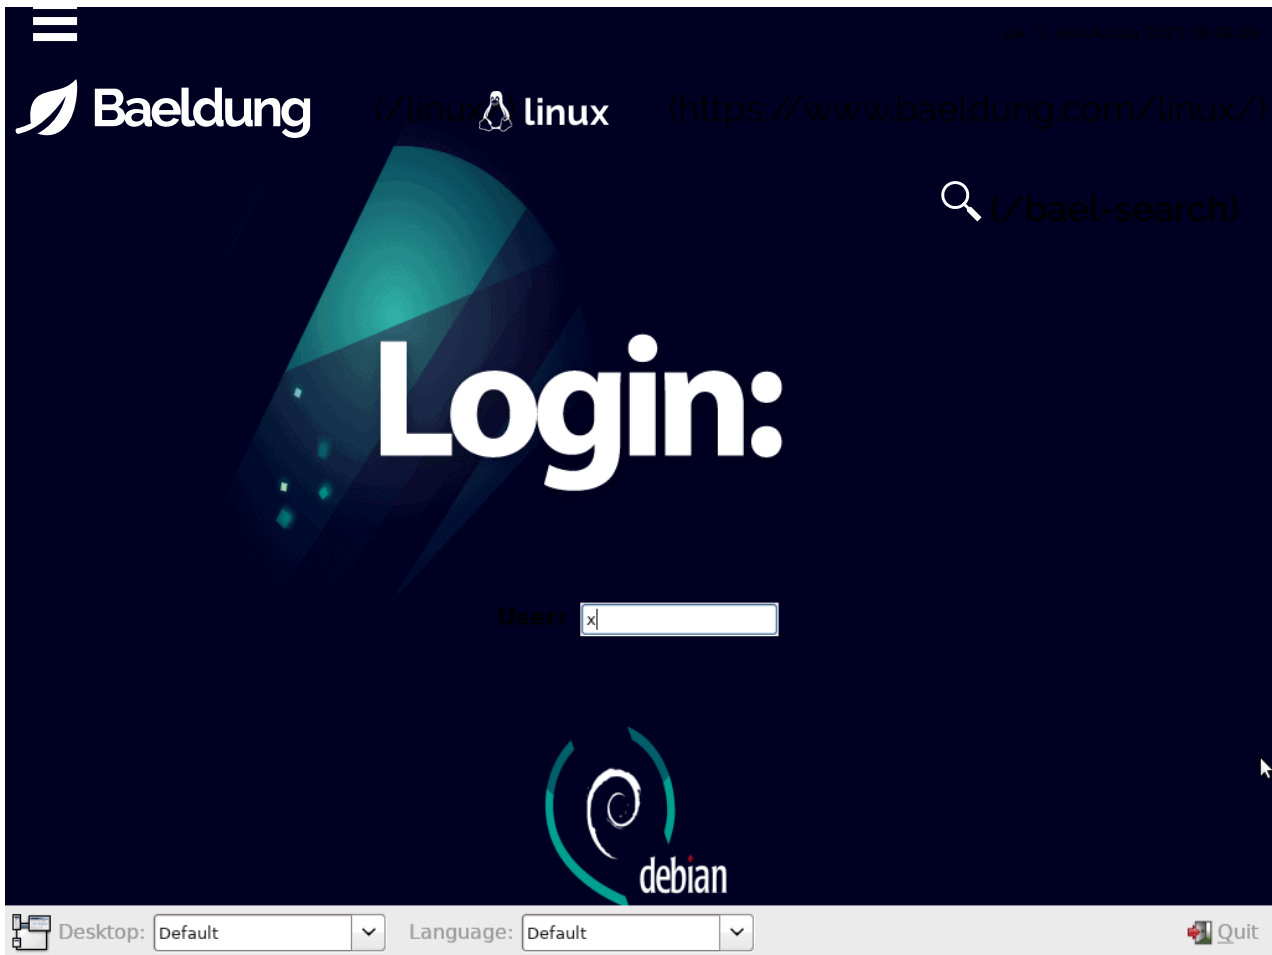 Baeldung
(/linux/)
linux
(https://www.baeldung.com/linux/)
(/bael-search)
Login:
User: x
debian
Desktop: Default Language: Default Quit